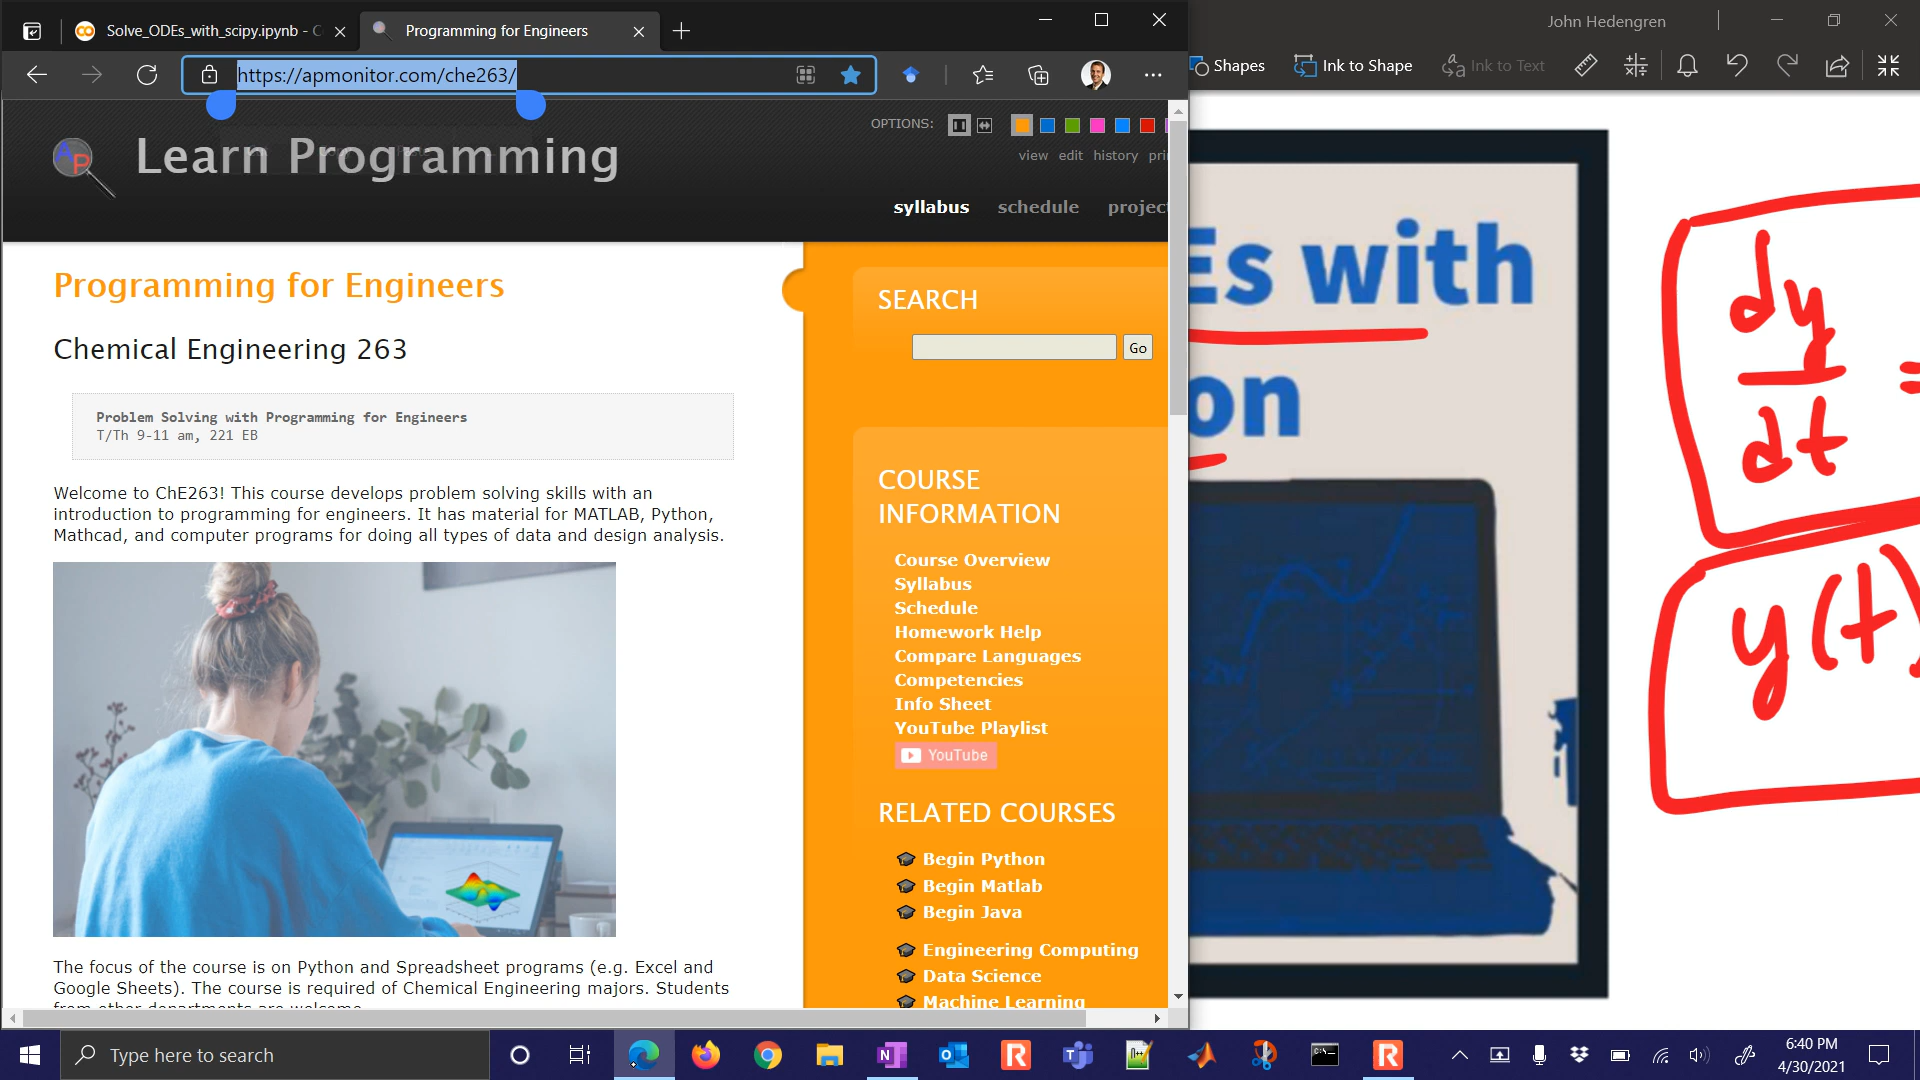 Solve_ODEs_with_scipy.ipynb - C
Programming for Engineers
John Hedengren
https://apmonitor.com/che263/
Shapes
Ink to Shape
Ink to Text
Learn Programming
OPTIONS:
view edit history pri
syllabus schedule project
Programming for Engineers
Chemical Engineering 263
Problem Solving with Programming for Engineers
T/Th 9-11 am, 221 EB
Welcome to ChE263! This course develops problem solving skills with an
introduction to programming for engineers. It has material for MATLAB, Python,
Mathcad, and computer programs for doing all types of data and design analysis.
The focus of the course is on Python and Spreadsheet programs (e.g. Excel and
Google Sheets). The course is required of Chemical Engineering majors. Students
from other departments are welcome.
SEARCH
Go
COURSE
INFORMATION
Course Overview
Syllabus
Schedule
Homework Help
Compare Languages
Competencies
Info Sheet
YouTube Playlist
YouTube
RELATED COURSES
Begin Python
Begin Matlab
Begin Java
Engineering Computing
Data Science
Machine Learning
Es with
on
dy
dt
=
y(t)
Type here to search
6:40 PM
4/30/2021